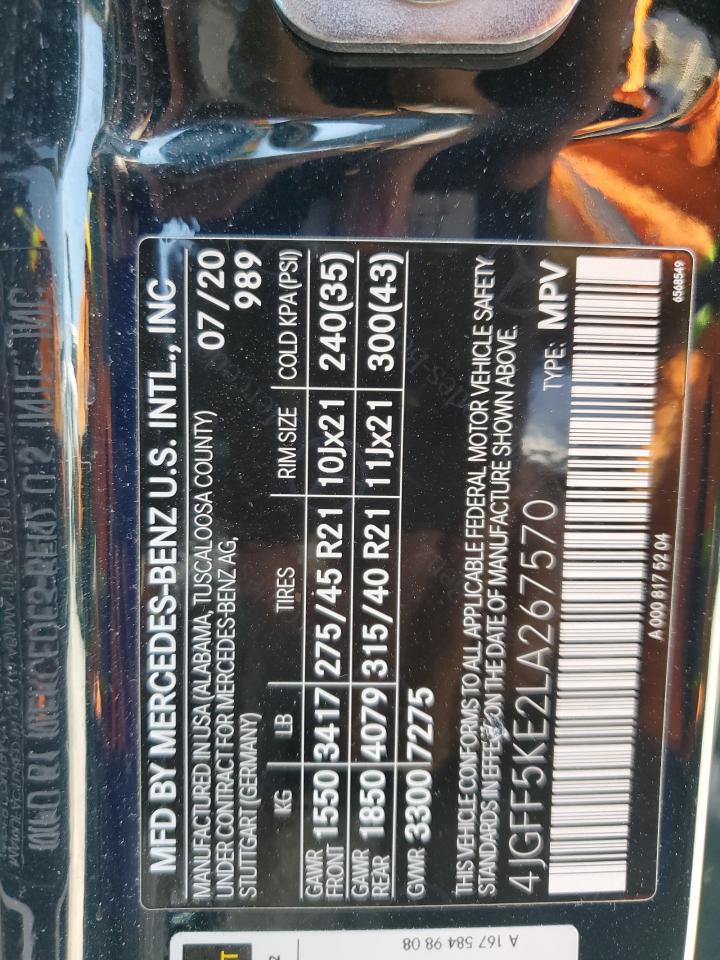 MFD BY MERCEDES-BENZ U.S. INTL., INC
MANUFACTURED IN USA (ALABAMA, TUSCALOOSA COUNTY)
07/20
UNDER CONTRACT FOR MERCEDES-BENZ AG,
989
STUTTGART (GERMANY)
KG LB TIRES RIM SIZE COLD KPA (PSI)
GAWR FRONT 1550 3417 275/45 R21 10Jx21 240(35)
GAWR REAR 1850 4079 315/40 R21 11Jx21 300(43)
GVWR 3300 7275
THIS VEHICLE CONFORMS TO ALL APPLICABLE FEDERAL MOTOR VEHICLE SAFETY
STANDARDS IN EFFECT ON THE DATE OF MANUFACTURE SHOWN ABOVE.
4JGFF5KE2LA267570 TYPE: MPV
A 000 817 52 04
6568549
A 167 584 98 08